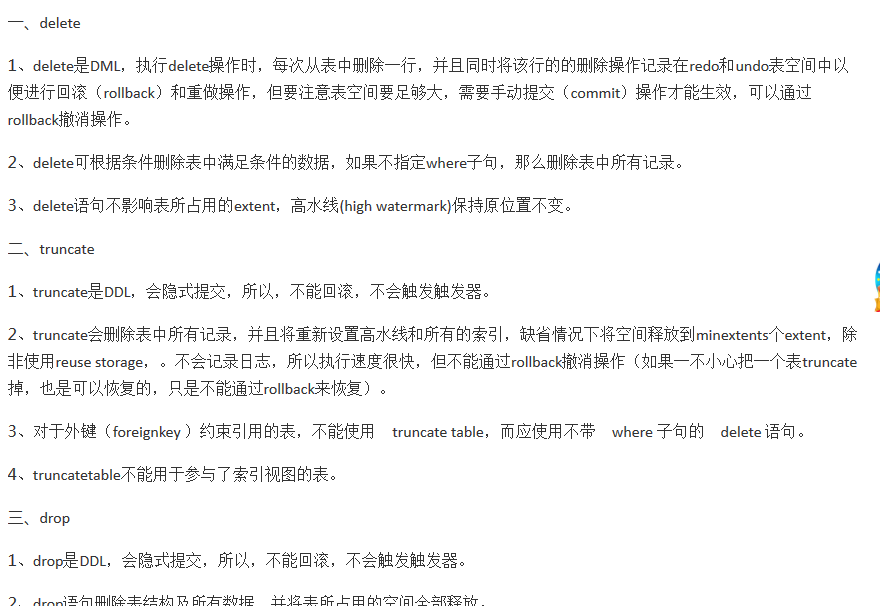 一、delete
1、delete是DML，执行delete操作时，每次从表中删除一行，并且同时将该行的的删除操作记录在redo和undo表空间中以
便进行回滚（rollback）和重做操作，但要注意表空间要足够大，需要手动提交（commit）操作才能生效，可以通过
rollback撤消操作。
2、delete可根据条件删除表中满足条件的数据，如果不指定where子句，那么删除表中所有记录。
3、delete语句不影响表所占用的extent，高水线(high watermark)保持原位置不变。
二、truncate
1、truncate是DDL，会隐式提交，所以，不能回滚，不会触发触发器。
2、truncate会删除表中所有记录，并且将重新设置高水线和所有的索引，缺省情况下将空间释放到minextents个extent，除
非使用reuse storage，。不会记录日志，所以执行速度很快，但不能通过rollback撤消操作（如果一不小心把一个表truncate
掉，也是可以恢复的，只是不能通过rollback来恢复）。
3、对于外键（foreignkey ）约束引用的表，不能使用 truncate table，而应使用不带 where 子句的 delete 语句。
4、truncatetable不能用于参与了索引视图的表。
三、drop
1、drop是DDL，会隐式提交，所以，不能回滚，不会触发触发器。
2、drop语句删除表结构及所有数据，并将表所占用的空间全部释放。